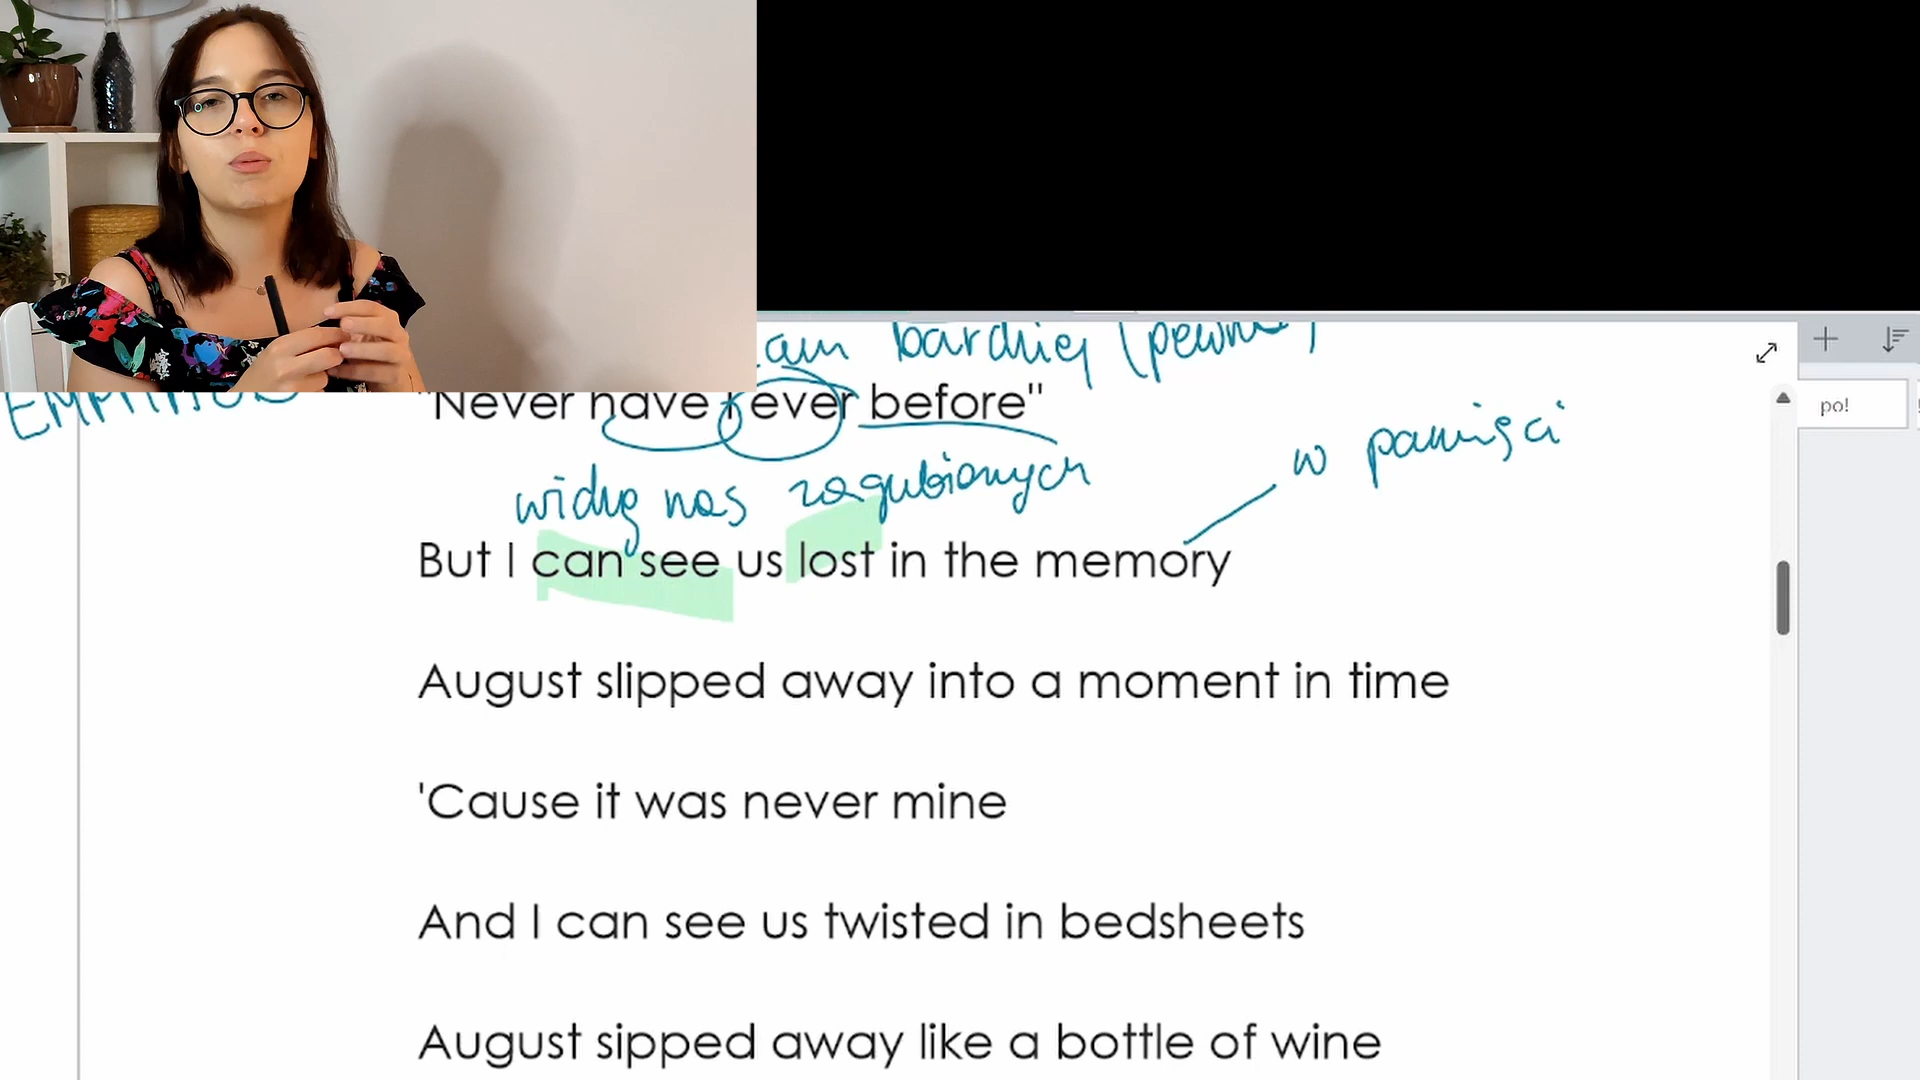 bardziej (pewna)
"Never have I ever before"
po!
w pamięci
widzę nas zagubionych
But I can see us lost in the memory
August slipped away into a moment in time
'Cause it was never mine
And I can see us twisted in bedsheets
August sipped away like a bottle of wine